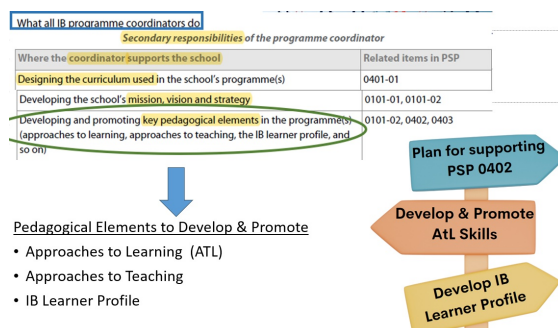 What all IB programme coordinators do
Secondary responsibilities of the programme coordinator
Where the coordinator supports the school
Related items in PSP
Designing the curriculum used in the school's programme(s)
0401-01
Developing the school's mission, vision and strategy
0101-01, 0101-02
Developing and promoting key pedagogical elements in the programme(s)
0101-02, 0402, 0403
(approaches to learning, approaches to teaching, the IB learner profile, and
so on)
Plan for supporting
PSP 0402
Develop & Promote
AtL Skills
Develop IB
Learner Profile
Pedagogical Elements to Develop & Promote
• Approaches to Learning (ATL)
• Approaches to Teaching
• IB Learner Profile